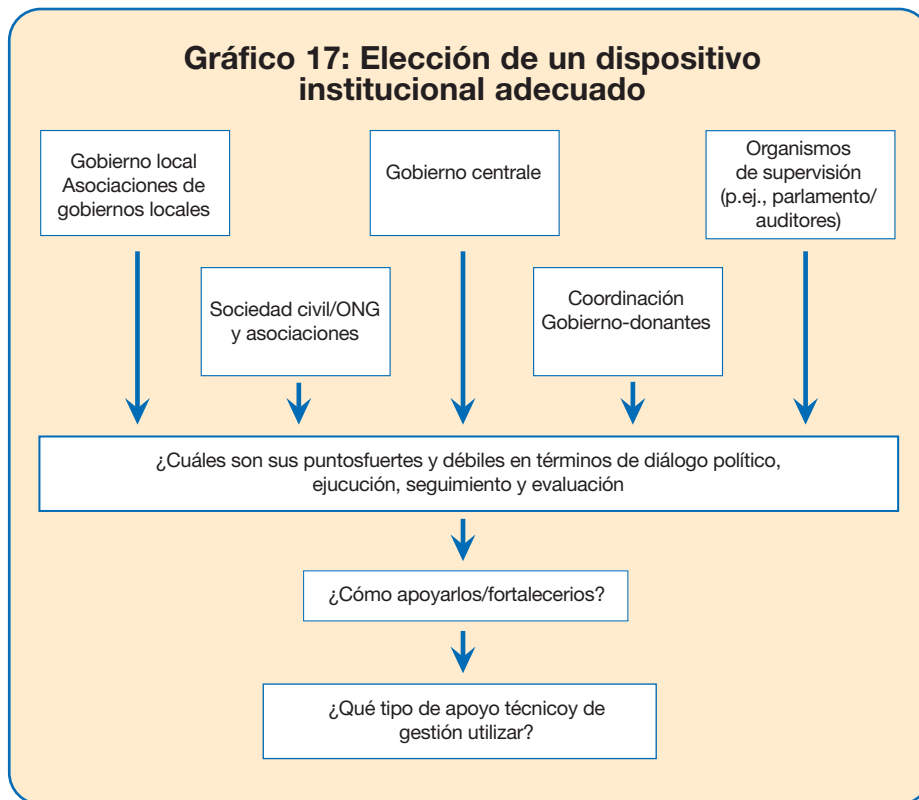 Gráfico 17: Elección de un dispositivo
institucional adecuado
Gobierno local
Asociaciones de
gobiernos locales
Gobierno centrale
Organismos
de supervisión
(p.ej., parlamento/
auditores)
Sociedad civil/ONG
y asociaciones
Coordinación
Gobierno-donantes
¿Cuáles son sus puntosfuertes y débiles en términos de diálogo político,
ejucución, seguimiento y evaluación
¿Cómo apoyarlos/fortalecerios?
¿Qué tipo de apoyo técnicoy de
gestión utilizar?